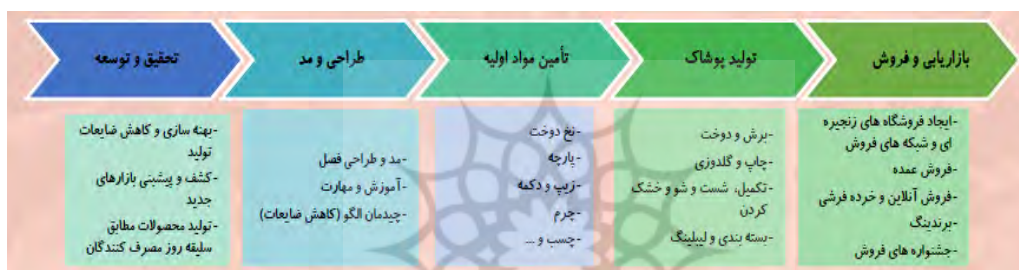 تحقیق و توسعه
-بهنه سازی و کاهش ضایعات
تولید
-کشف و پیشبنی بازارهای
جدید
-تولید محصولات مطابق
سلیقه روز مصرف کنندگان
طراحی و مد
-مد و طراحی فصل
-آموزش و مهارت
-چیدمان الگو (کاهش ضایعات)
تأمین مواد اولیه
-نخ دوخت
-پارچه
-زیپ و دکمه
-چرم
-چسب و ...
تولید پوشاک
-برش و دوخت
-چاپ و گلدوزی
-تکمیل، شست و شو و خشک
کردن
-بسته بندی و لیبلینگ
بازاریابی و فروش
-ایجاد فروشگاه های زنجیره
ای و شبکه های فروش
-فروش عمده
-فروش آنلاین و خرده فرشی
-برندینگ
-جشنواره های فروش